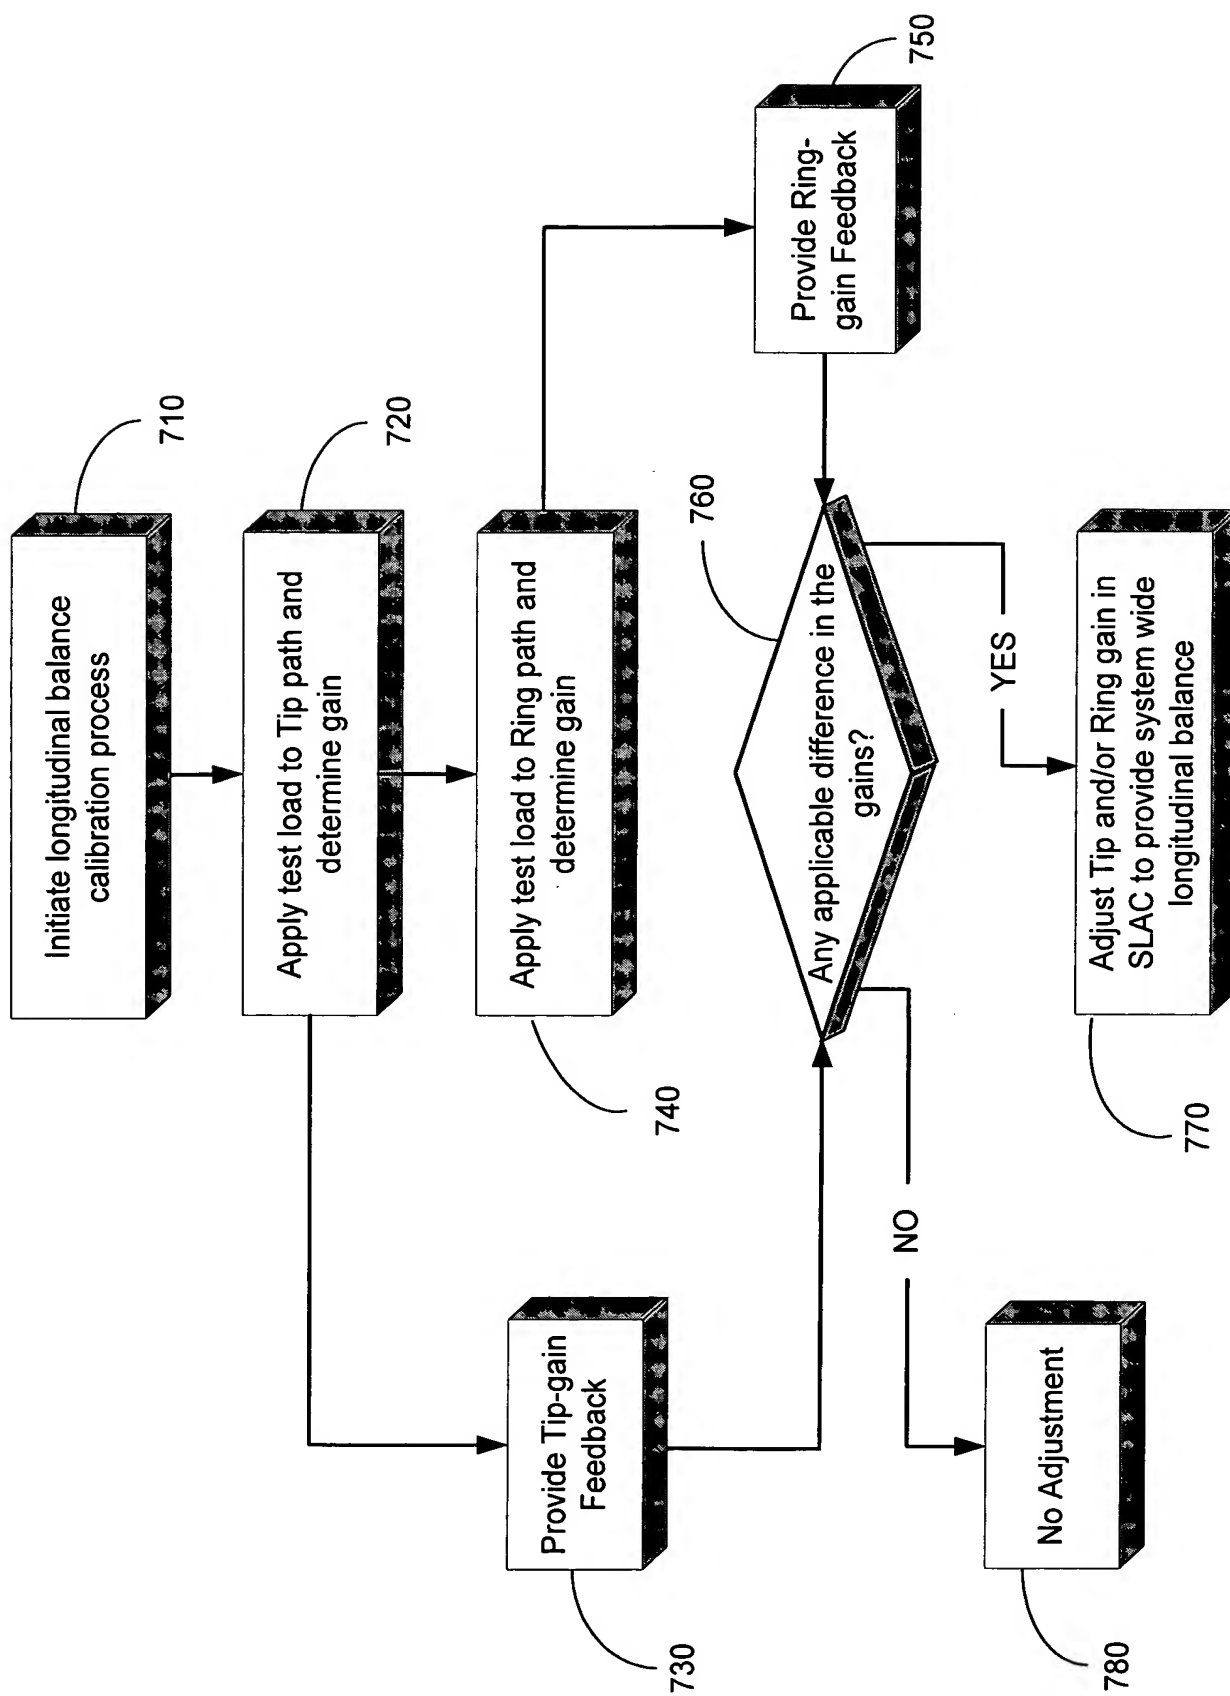 Initiate longitudinal balance
calibration process
710
Apply test load to Tip path and
determine gain
720
Apply test load to Ring path and
determine gain
740
Provide Tip-gain
Feedback
730
Provide Ring-
gain Feedback
750
Any applicable difference in the
gains?
760
NO
YES
No Adjustment
780
Adjust Tip and/or Ring gain in
SLAC to provide system wide
longitudinal balance
770